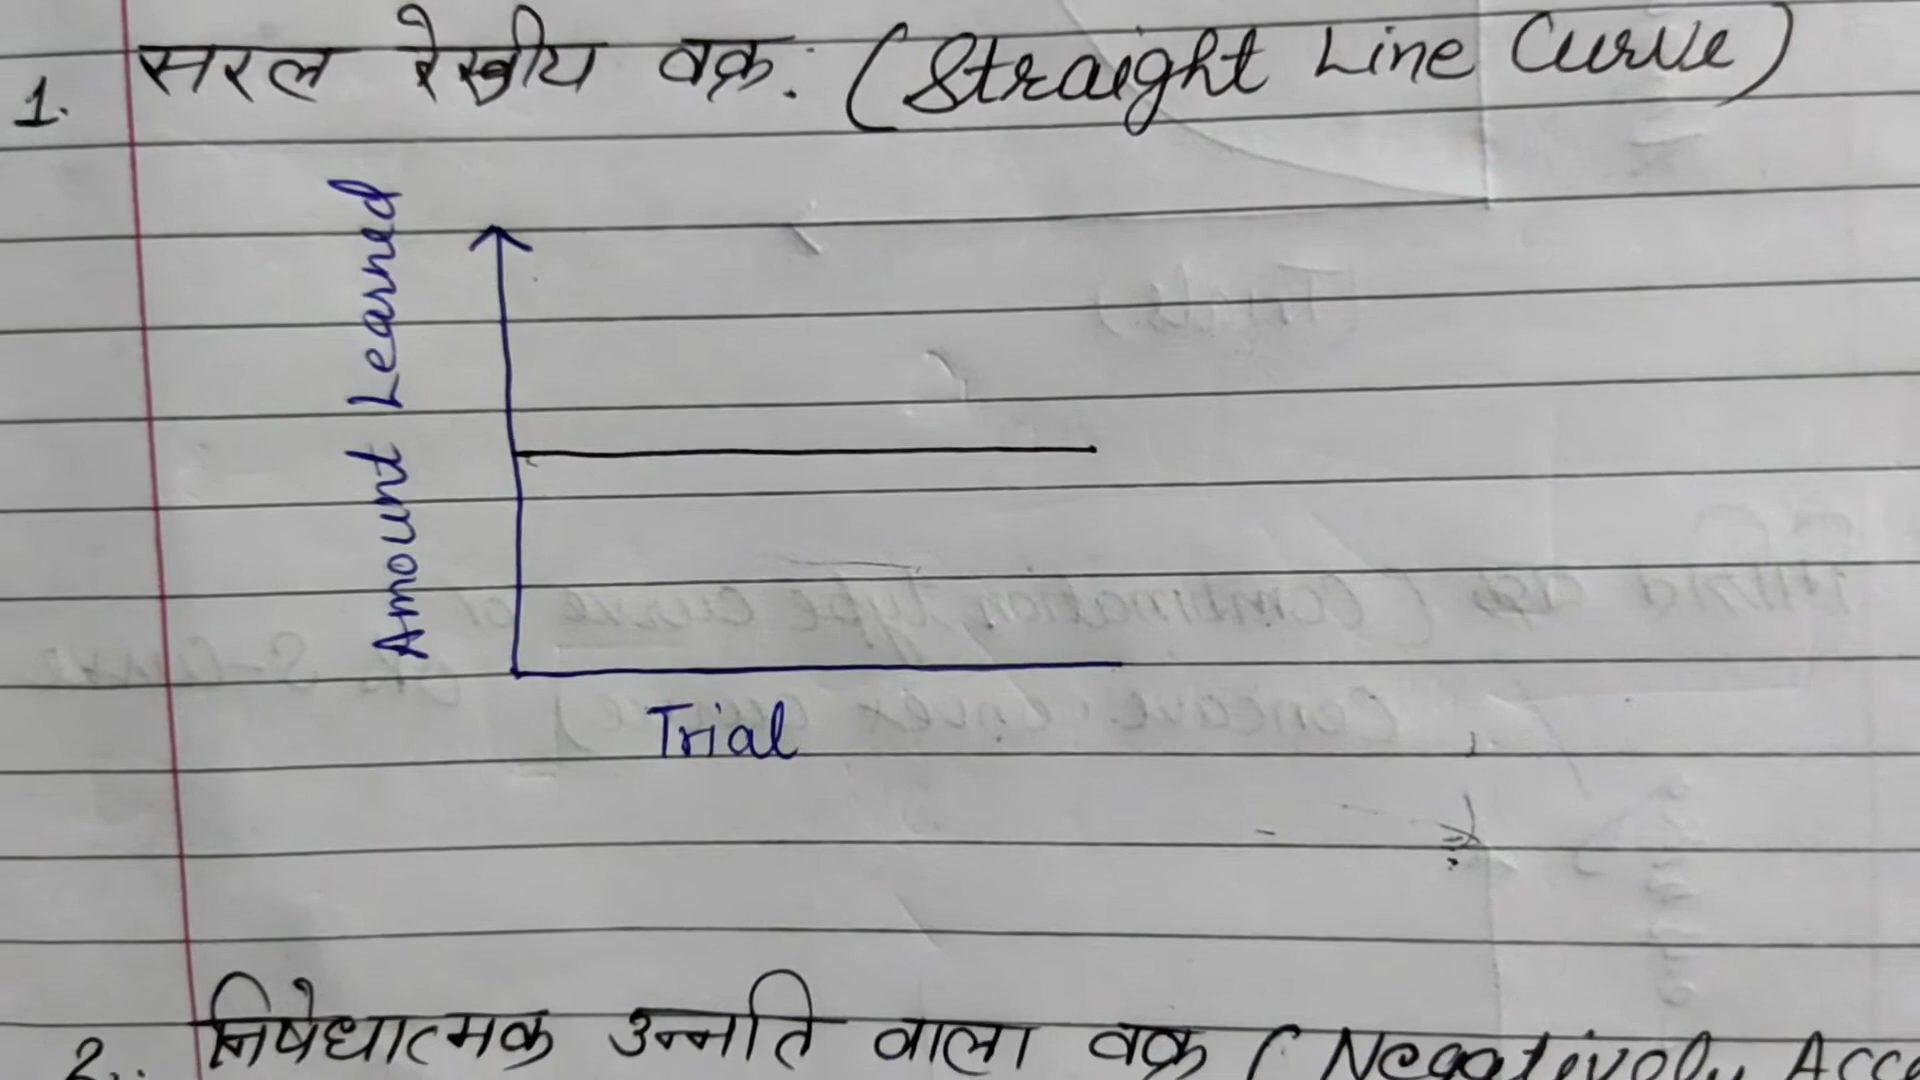 1. सरल रेखीय वक्र. (Straight Line Curve)
Amount Learned
Trial
2. निषेधात्मक उन्नति वाला वक्र (Negatively